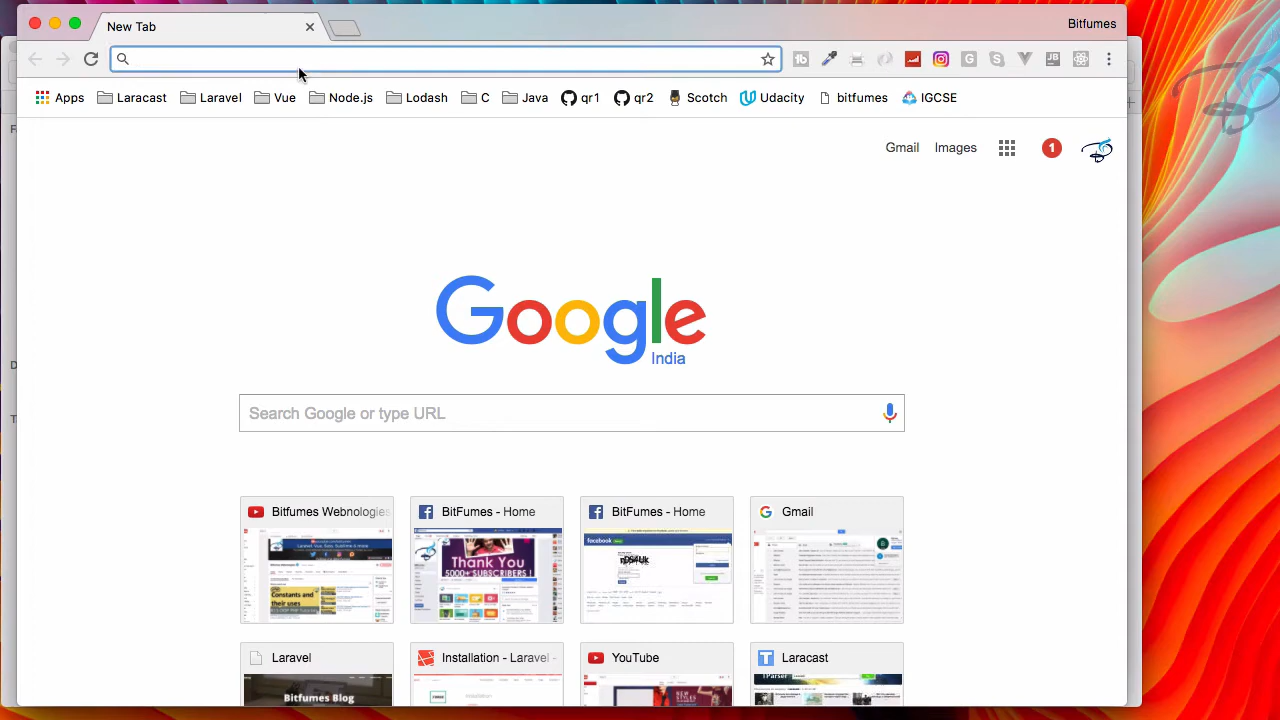 New Tab
Bitfumes
Apps Laracast Laravel Vue Node.js Lodash C Java qr1 qr2 Scotch Udacity bitfumes IGCSE
Gmail Images 1
Google
India
Search Google or type URL
Bitfumes Webnologies BitFumes - Home BitFumes - Home Gmail
Constants and
their uses
Thank You
5000+ SUBSCRIBERS !
facebook
Laravel Installation - Laravel - YouTube Laracast
Bitfumes Blog